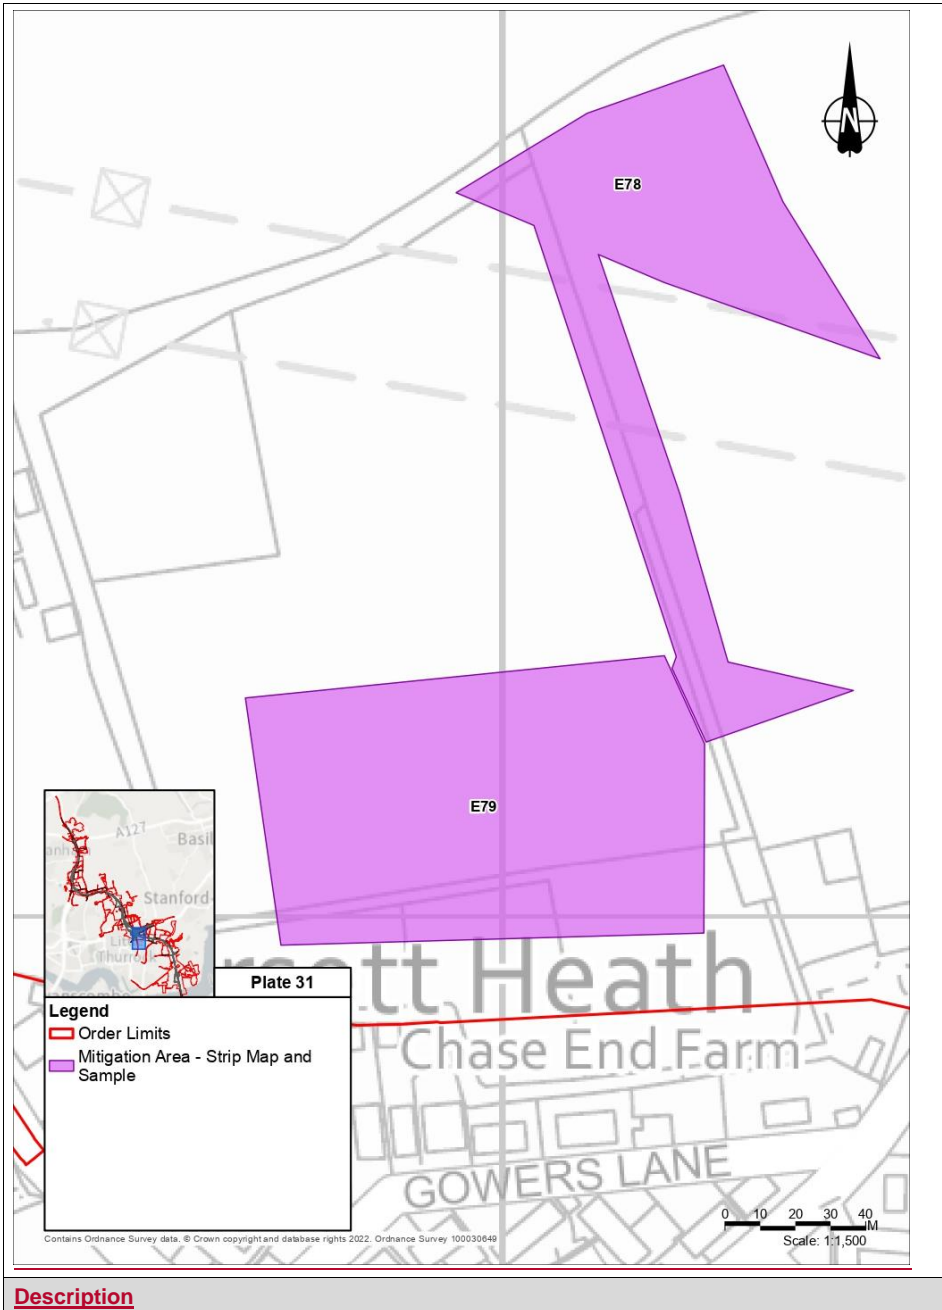 N
E78
E79
A127
Basil
Stanford-
Thurrock
rsett Heath
Chase End Farm
GOWERS LANE
Plate 31
Legend
Order Limits
Mitigation Area - Strip Map and
Sample
0 10 20 30 40
M
Scale: 1:1,500
Contains Ordnance Survey data. © Crown copyright and database rights 2022. Ordnance Survey 100030649
Description